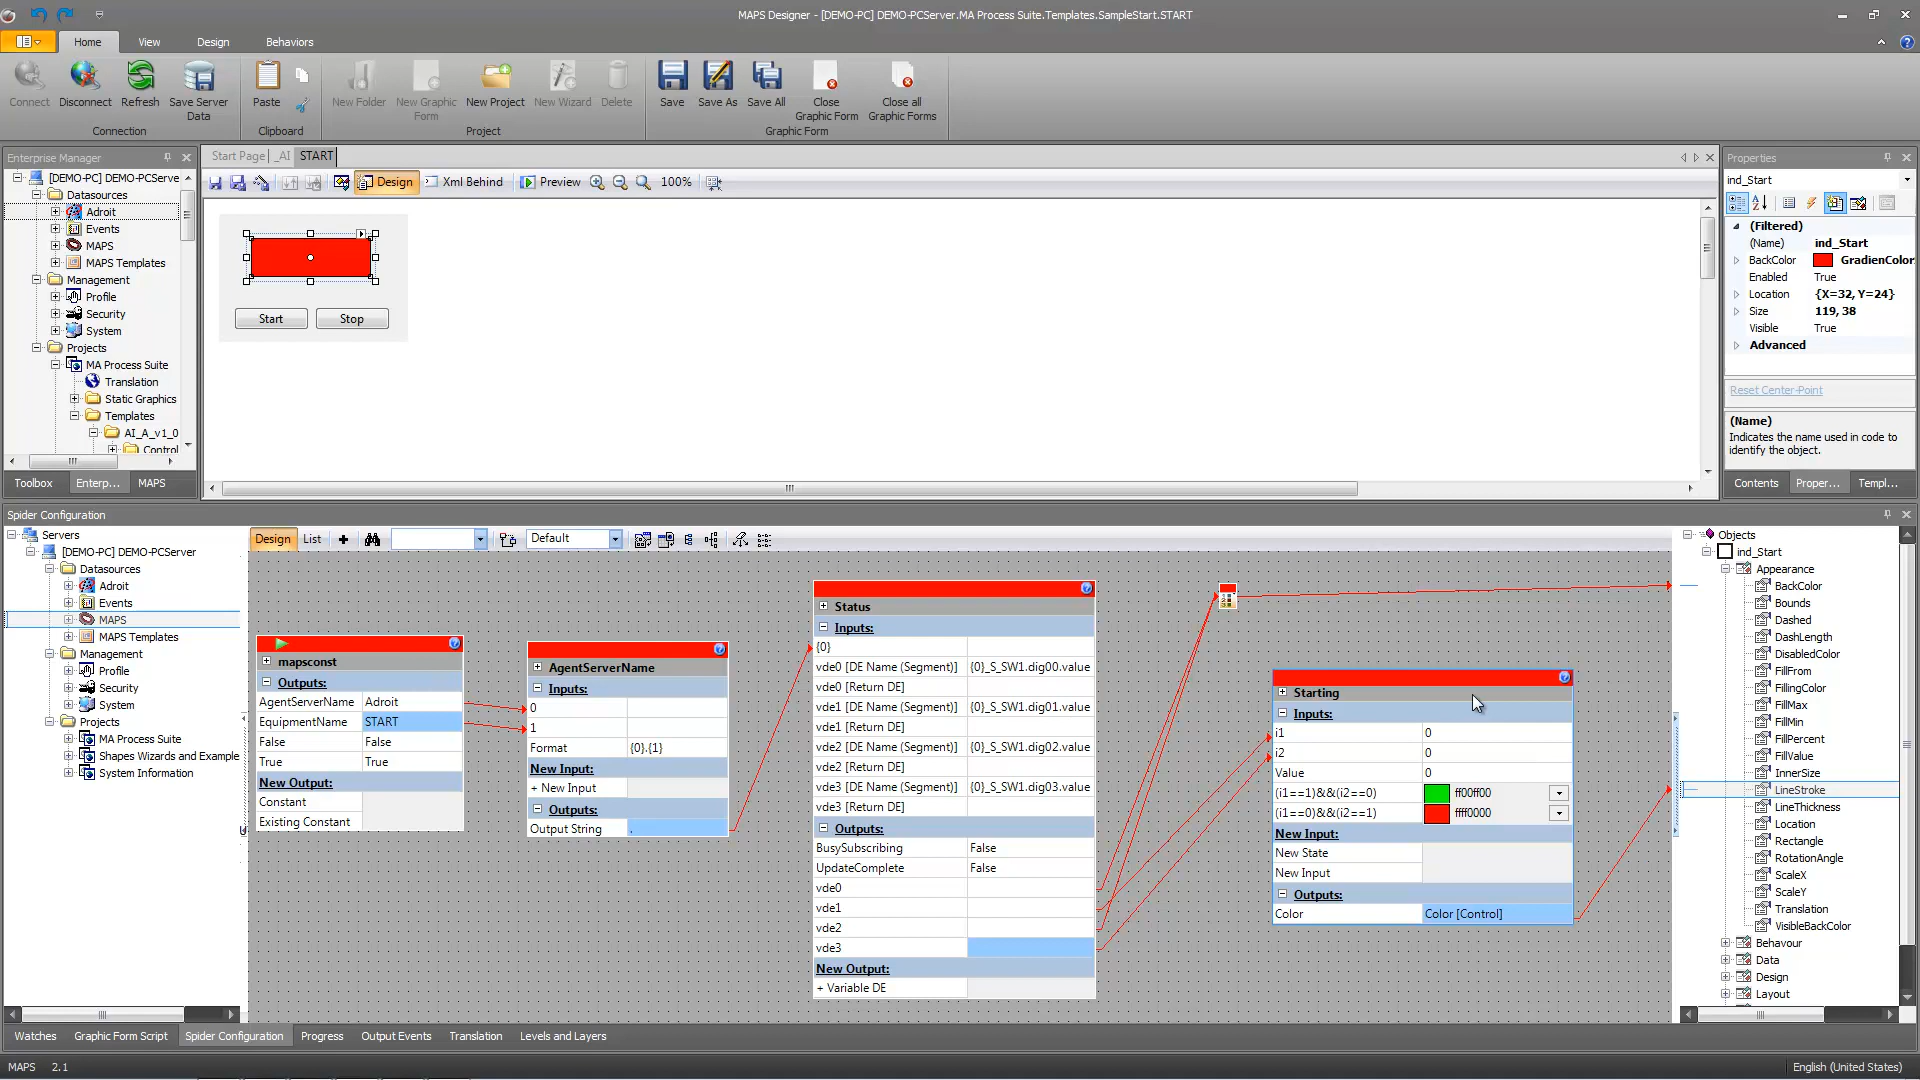 MAPS Designer - [DEMO-PC] DEMO-PCServer.MA Process Suite.Templates.SampleStart.START
Home View Design Behaviors
Connect Disconnect Refresh Save Server Data
Paste
New Folder New Graphic Form New Project New Wizard Delete
Save Save As Save All Close Graphic Form Close all Graphic Forms
Connection Clipboard Project Graphic Form
Enterprise Manager
[DEMO-PC] DEMO-PCServe
Datasources
Adroit
Events
MAPS
MAPS Templates
Management
Profile
Security
System
Projects
MA Process Suite
Translation
Static Graphics
Templates
AI_A_v1_0
Control
Toolbox Enterp... MAPS
Start Page _AI START
Design Xml Behind Preview 100%
Start Stop
Properties
ind_Start
(Filtered)
(Name) ind_Start
BackColor GradienColor
Enabled True
Location {X=32, Y=24}
Size 119, 38
Visible True
Advanced
Reset Center-Point
(Name)
Indicates the name used in code to identify the object.
Contents Proper... Templ...
Spider Configuration
Servers
[DEMO-PC] DEMO-PCServer
Datasources
Adroit
Events
MAPS
MAPS Templates
Management
Profile
Security
System
Projects
MA Process Suite
Shapes Wizards and Example
System Information
Design List Default
mapsconst
Outputs:
AgentServerName Adroit
EquipmentName START
False False
True True
New Output:
Constant
Existing Constant
AgentServerName
Inputs:
0
1
Format {0}.{1}
New Input:
+ New Input
Outputs:
Output String .
Status
Inputs:
{0}
vde0 [DE Name (Segment)] {0}_S_SW1.dig00.value
vde0 [Return DE]
vde1 [DE Name (Segment)] {0}_S_SW1.dig01.value
vde1 [Return DE]
vde2 [DE Name (Segment)] {0}_S_SW1.dig02.value
vde2 [Return DE]
vde3 [DE Name (Segment)] {0}_S_SW1.dig03.value
vde3 [Return DE]
Outputs:
BusySubscribing False
UpdateComplete False
vde0
vde1
vde2
vde3
New Output:
+ Variable DE
Starting
Inputs:
i1 0
i2 0
Value 0
(i1==1)&&(i2==0) ff00ff00
(i1==0)&&(i2==1) ffff0000
New Input:
New State
New Input
Outputs:
Color Color [Control]
Objects
ind_Start
Appearance
BackColor
Bounds
Dashed
DashLength
DisabledColor
FillFrom
FillingColor
FillMax
FillMin
FillPercent
FillValue
InnerSize
LineStroke
LineThickness
Location
Rectangle
RotationAngle
ScaleX
ScaleY
Translation
VisibleBackColor
Behaviour
Data
Design
Layout
Watches Graphic Form Script Spider Configuration Progress Output Events Translation Levels and Layers
MAPS 2.1 English (United States)